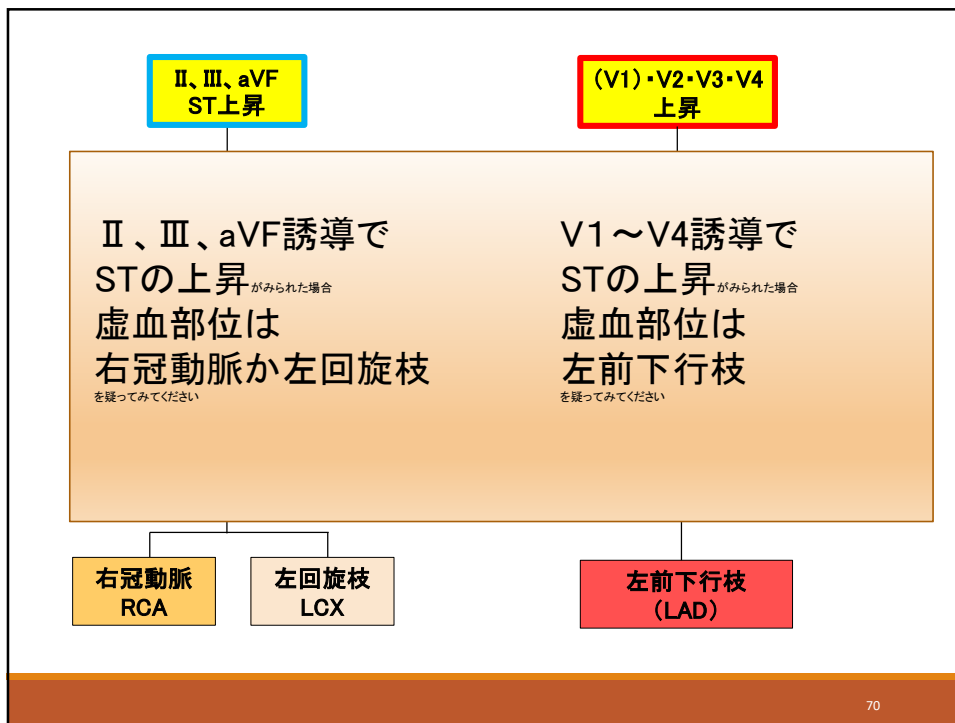 Ⅱ、Ⅲ、aVF
ST上昇
(V1)・V2・V3・V4
上昇
Ⅱ、Ⅲ、aVF誘導で
STの上昇がみられた場合
虚血部位は
右冠動脈か左回旋枝
を疑ってみてください
V1～V4誘導で
STの上昇がみられた場合
虚血部位は
左前下行枝
を疑ってみてください
右冠動脈
RCA
左回旋枝
LCX
左前下行枝
(LAD)
70